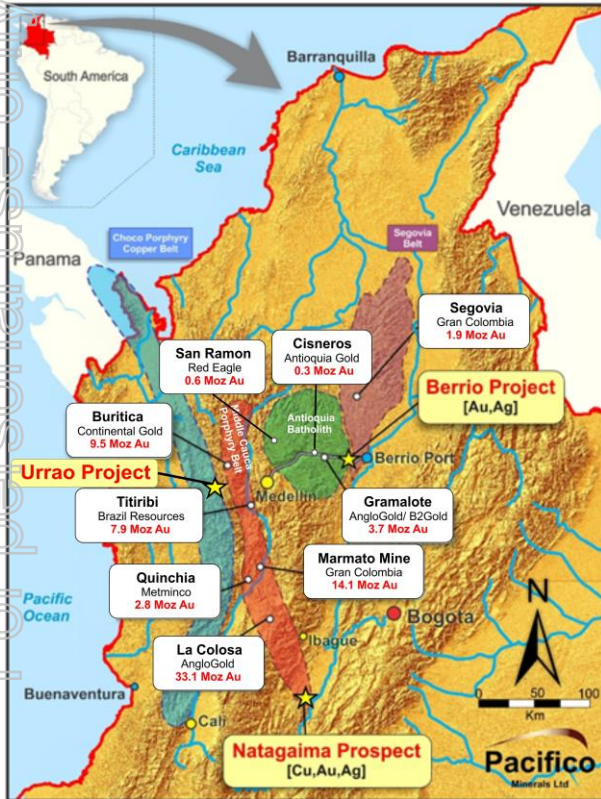 For personal use only
South America
Barranquilla
Caribbean
Sea
Venezuela
Choco Porphyry
Copper Belt
Segovia
Belt
Panama
Segovia
Gran Colombia
1.9 Moz Au
Cisneros
Antioquia Gold
0.3 Moz Au
San Ramon
Red Eagle
0.6 Moz Au
Berrio Project
[Au,Ag]
Buritica
Continental Gold
9.5 Moz Au
Middle Cauca
Porphyry Belt
Antioquia
Batholith
Urrao Project
Berrio Port
Medellin
Titiribi
Brazil Resources
7.9 Moz Au
Gramalote
AngloGold/ B2Gold
3.7 Moz Au
Marmato Mine
Gran Colombia
14.1 Moz Au
Quinchia
Metminco
2.8 Moz Au
Pacific
Ocean
N
Bogota
Ibague
La Colosa
AngloGold
33.1 Moz Au
Buenaventura
0 50 100
Km
Cali
Natagaima Prospect
[Cu,Au,Ag]
Pacifico
Minerals Ltd